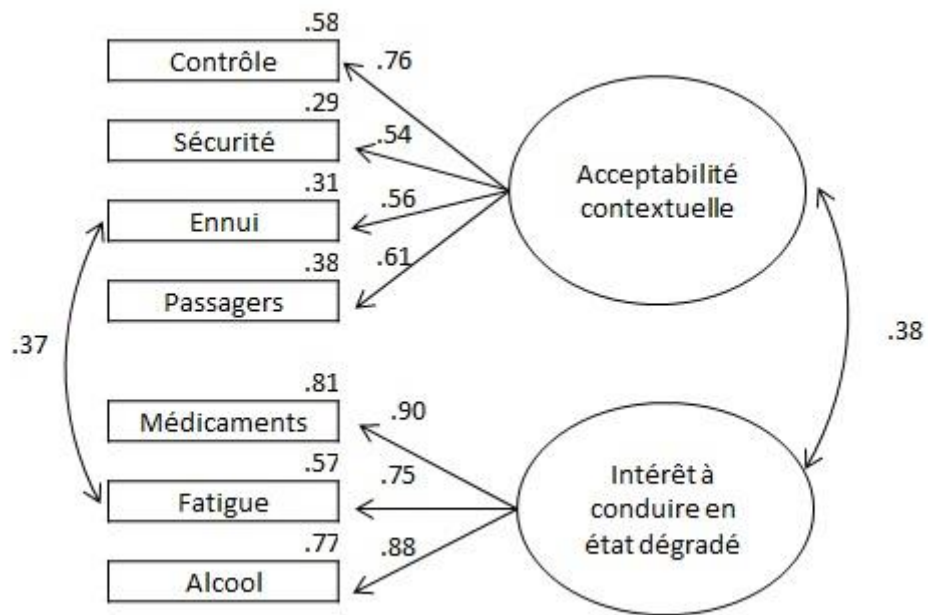 .58
Contrôle
.76
.29
Sécurité
.54
.31
Ennui
.56
.38
Passagers
.61
Acceptabilité
contextuelle
.37
.38
.81
Médicaments
.90
.57
Fatigue
.75
.77
Alcool
.88
Intérêt à
conduire en
état dégradé